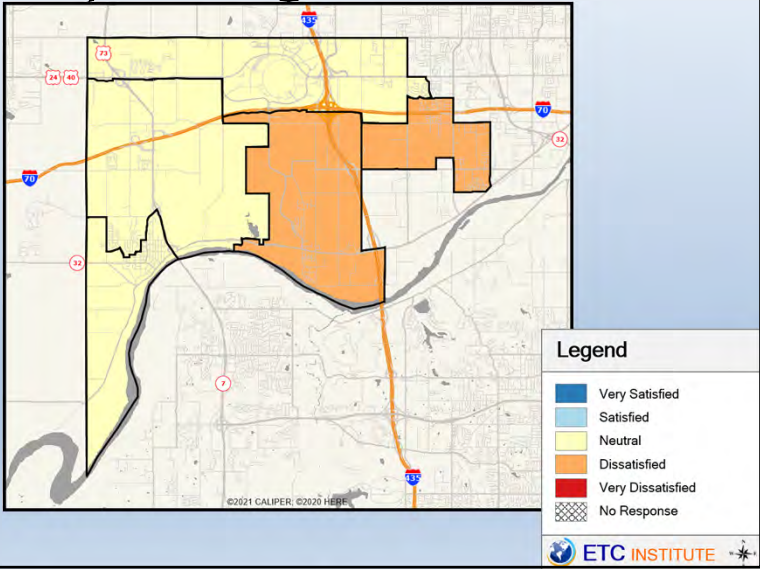 435
73
24 40
70
32
70
32
7
435
©2021 CALIPER; ©2020 HERE
Legend
Very Satisfied
Satisfied
Neutral
Dissatisfied
Very Dissatisfied
No Response
ETC INSTITUTE